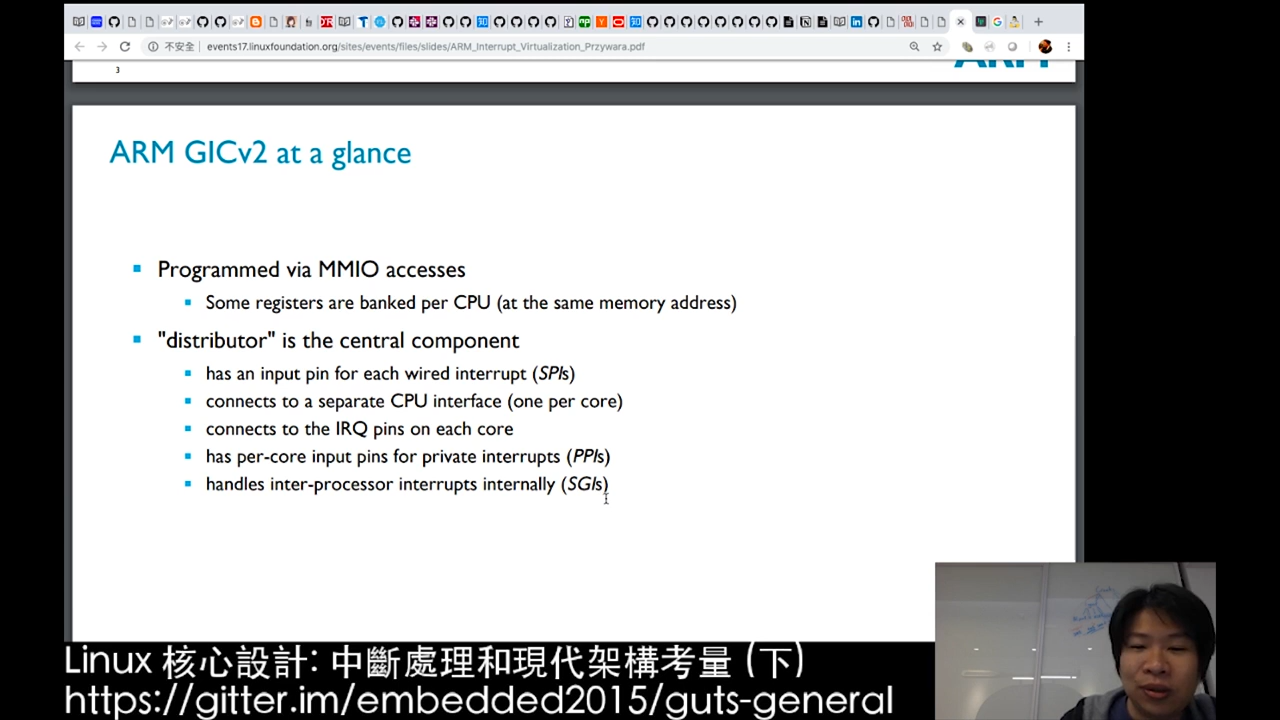 不安全 events17.linuxfoundation.org/sites/events/files/slides/ARM_Interrupt_Virtualization_Przywara.pdf
3
ARM
ARM GICv2 at a glance
Programmed via MMIO accesses
Some registers are banked per CPU (at the same memory address)
"distributor" is the central component
has an input pin for each wired interrupt (SPIs)
connects to a separate CPU interface (one per core)
connects to the IRQ pins on each core
has per-core input pins for private interrupts (PPIs)
handles inter-processor interrupts internally (SGIs)
Linux 核心設計: 中斷處理和現代架構考量 (下)
https://gitter.im/embedded2015/guts-general